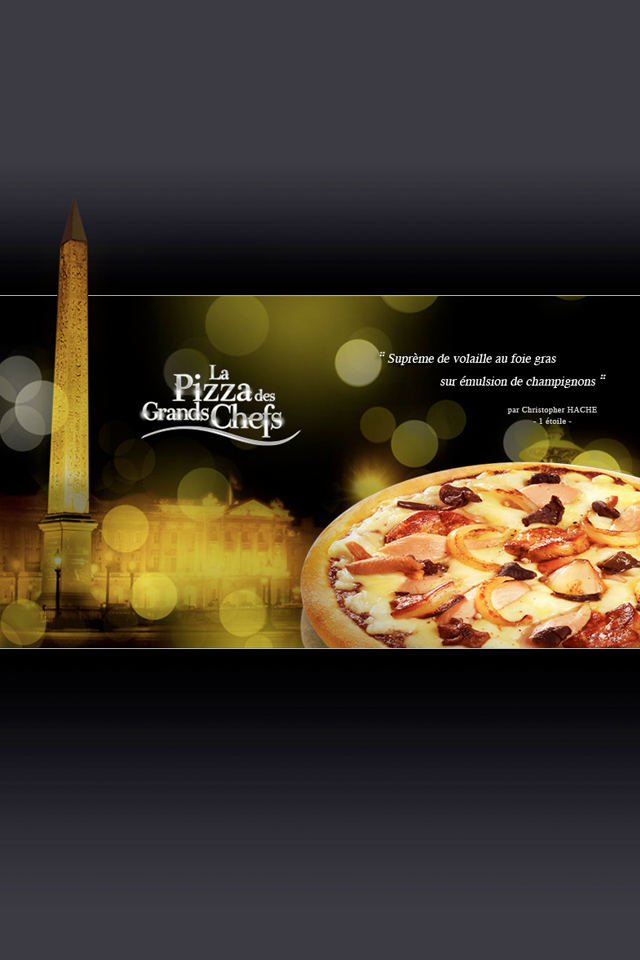 La
Pizza des
Grands Chefs
" Suprème de volaille au foie gras
sur émulsion de champignons "
par Christopher HACHE
- 1 étoile -